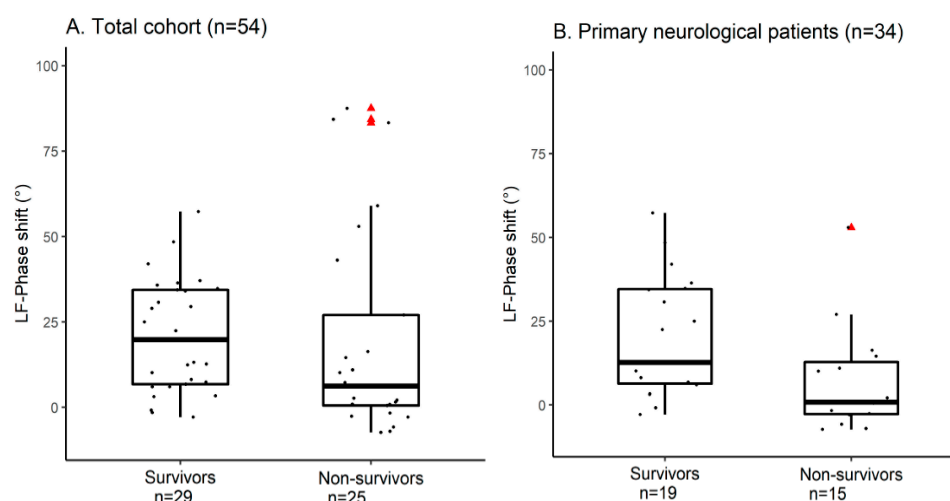 A. Total cohort (n=54)
100
75
50
25
0
LF-Phase shift (°)
Survivors
n=29
Non-survivors
n=25
B. Primary neurological patients (n=34)
100
75
50
25
0
LF-Phase shift (°)
Survivors
n=19
Non-survivors
n=15